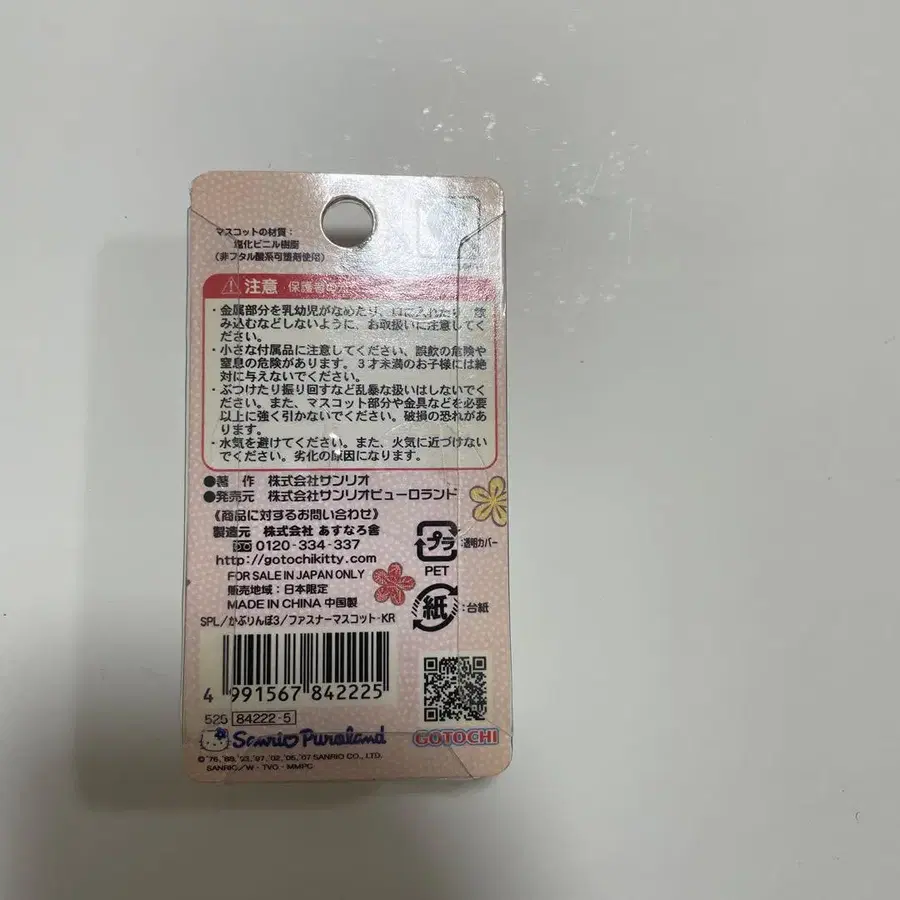 マスコットの材質：
塩化ビニル樹脂
（非フタル酸系可塑剤使用）
注意 保護者
・金属部分を乳幼児がなめたり、口に入れたり、飲
み込むなどしないように、お取扱いに注意してく
ださい。
・小さな付属品に注意してください、誤飲の危険や
窒息の危険があります。3才未満のお子様には絶
対に与えないでください。
・ぶつけたり振り回すなど乱暴な扱いはしないでく
ださい。また、マスコット部分や金具などを必要
以上に強く引かないでください。破損の恐れがあ
ります。
・水気を避けてください。また、火気に近づけない
でください。劣化の原因になります。
●著 作 株式会社サンリオ
●発売元 株式会社サンリオピューロランド
《商品に対するお問い合わせ》
製造元 株式会社 あすなろ舎
0120-334-337
http://gotochikitty.com
FOR SALE IN JAPAN ONLY
販売地域：日本限定
MADE IN CHINA 中国製
SPL/かぶりんぼ3/ファスナーマスコット-KR
プラ :透明カバー
PET
紙 :台紙
4 991567 842225
525 84222-5
Sanrio Puroland
GOTOCHI
SANRIO/W・TVO・MMPC